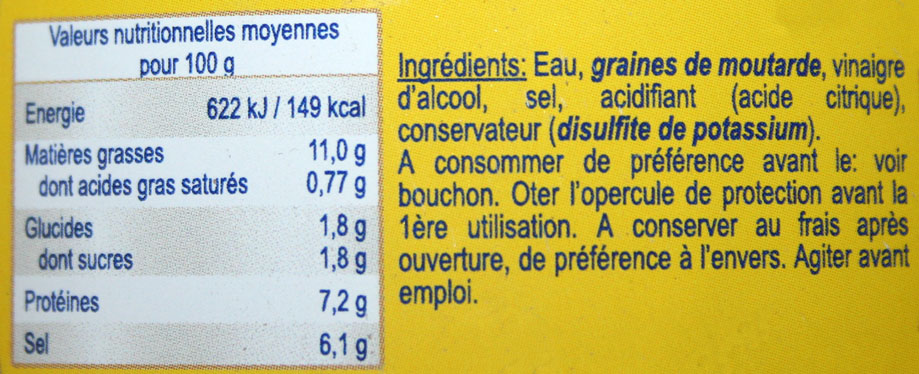 Valeurs nutritionnelles moyennes
pour 100 g
Energie 622 kJ / 149 kcal
Matières grasses 11,0 g
dont acides gras saturés 0,77 g
Glucides 1,8 g
dont sucres 1,8 g
Protéines 7,2 g
Sel 6,1 g
Ingrédients: Eau, graines de moutarde, vinaigre
d'alcool, sel, acidifiant (acide citrique),
conservateur (disulfite de potassium).
A consommer de préférence avant le: voir
bouchon. Oter l'opercule de protection avant la
1ère utilisation. A conserver au frais après
ouverture, de préférence à l'envers. Agiter avant
emploi.